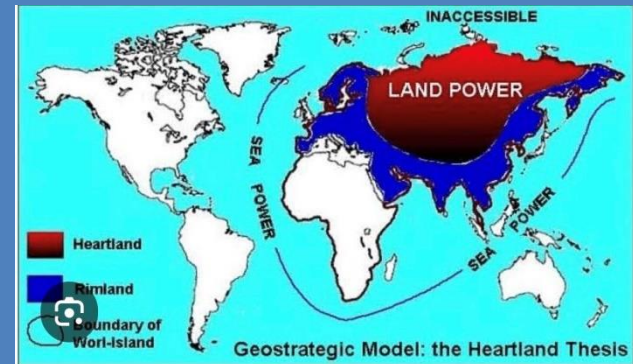 INACCESSIBLE
LAND POWER
SEA POWER
SEA POWER
Heartland
Rimland
Boundary of
Worl-Island
Geostrategic Model: the Heartland Thesis